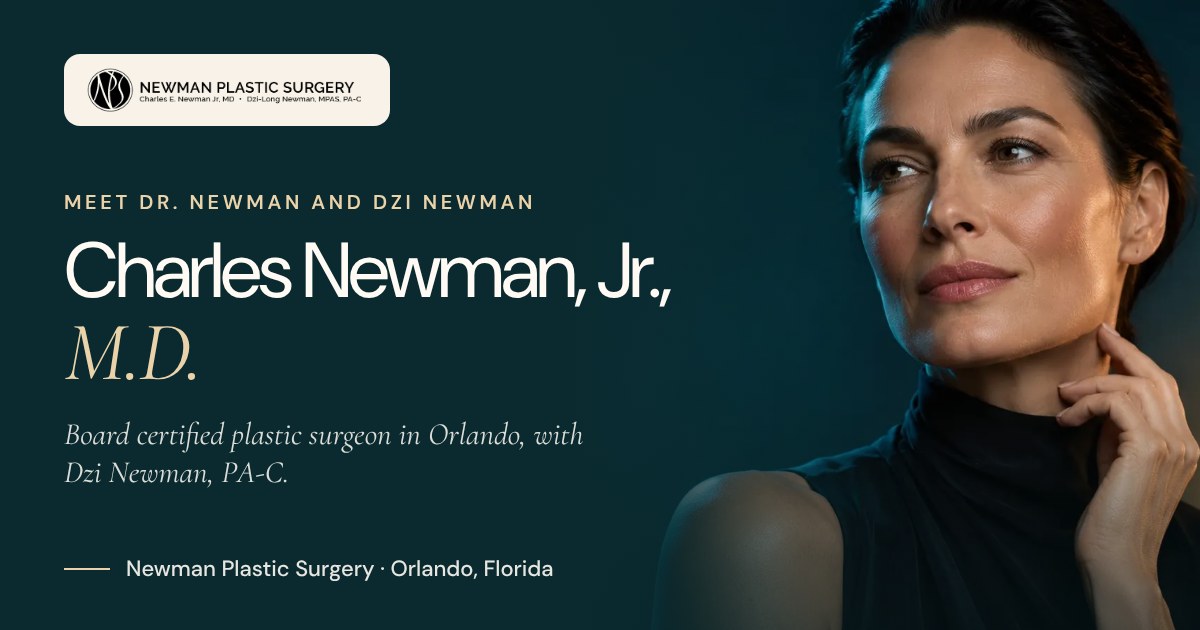 NPS
NEWMAN PLASTIC SURGERY
Charles E. Newman Jr, MD • Dzi-Long Newman, MPAS, PA-C
MEET DR. NEWMAN AND DZI NEWMAN
Charles Newman, Jr.,
M.D.
Board certified plastic surgeon in Orlando, with
Dzi Newman, PA-C.
Newman Plastic Surgery · Orlando, Florida